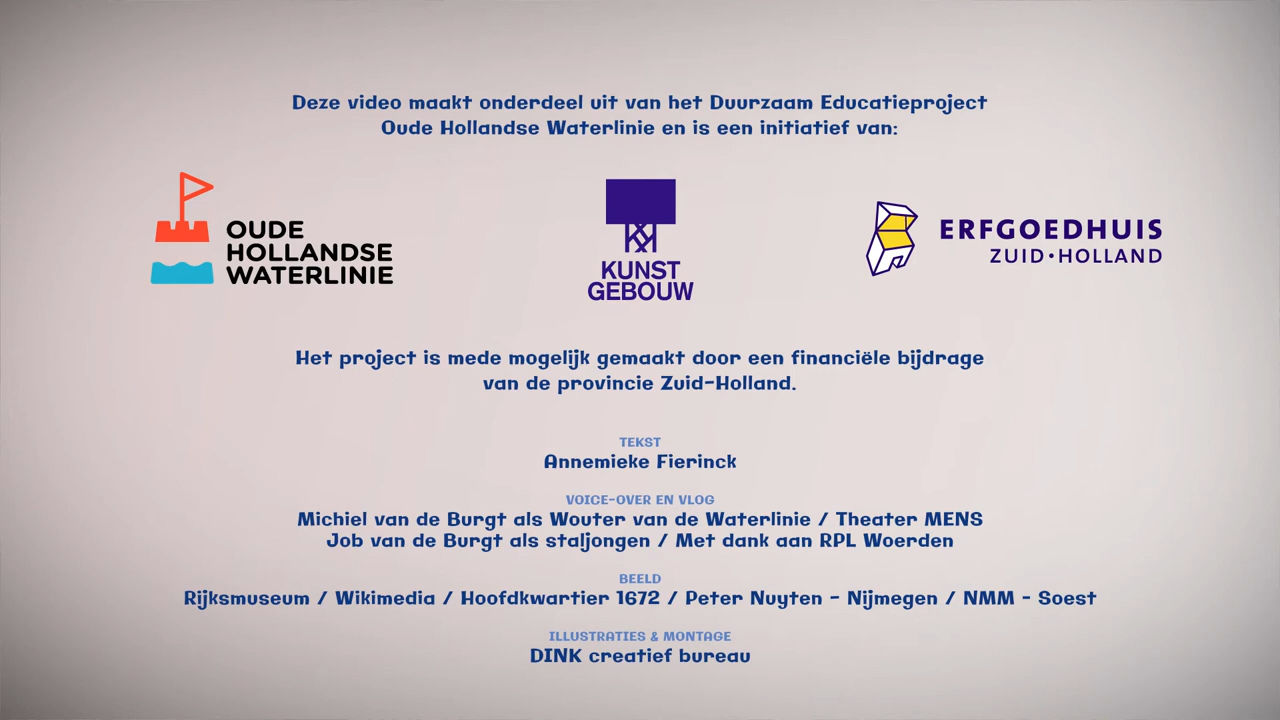 Deze video maakt onderdeel uit van het Duurzaam Educatieproject
Oude Hollandse Waterlinie en is een initiatief van:
OUDE
HOLLANDSE
WATERLINIE
KUNST
GEBOUW
ERFGOEDHUIS
ZUID•HOLLAND
Het project is mede mogelijk gemaakt door een financiële bijdrage
van de provincie Zuid-Holland.
TEKST
Annemieke Fierinck
VOICE-OVER EN VLOG
Michiel van de Burgt als Wouter van de Waterlinie / Theater MENS
Job van de Burgt als staljongen / Met dank aan RPL Woerden
BEELD
Rijksmuseum / Wikimedia / Hoofdkwartier 1672 / Peter Nuyten - Nijmegen / NMM - Soest
ILLUSTRATIES & MONTAGE
DINK creatief bureau